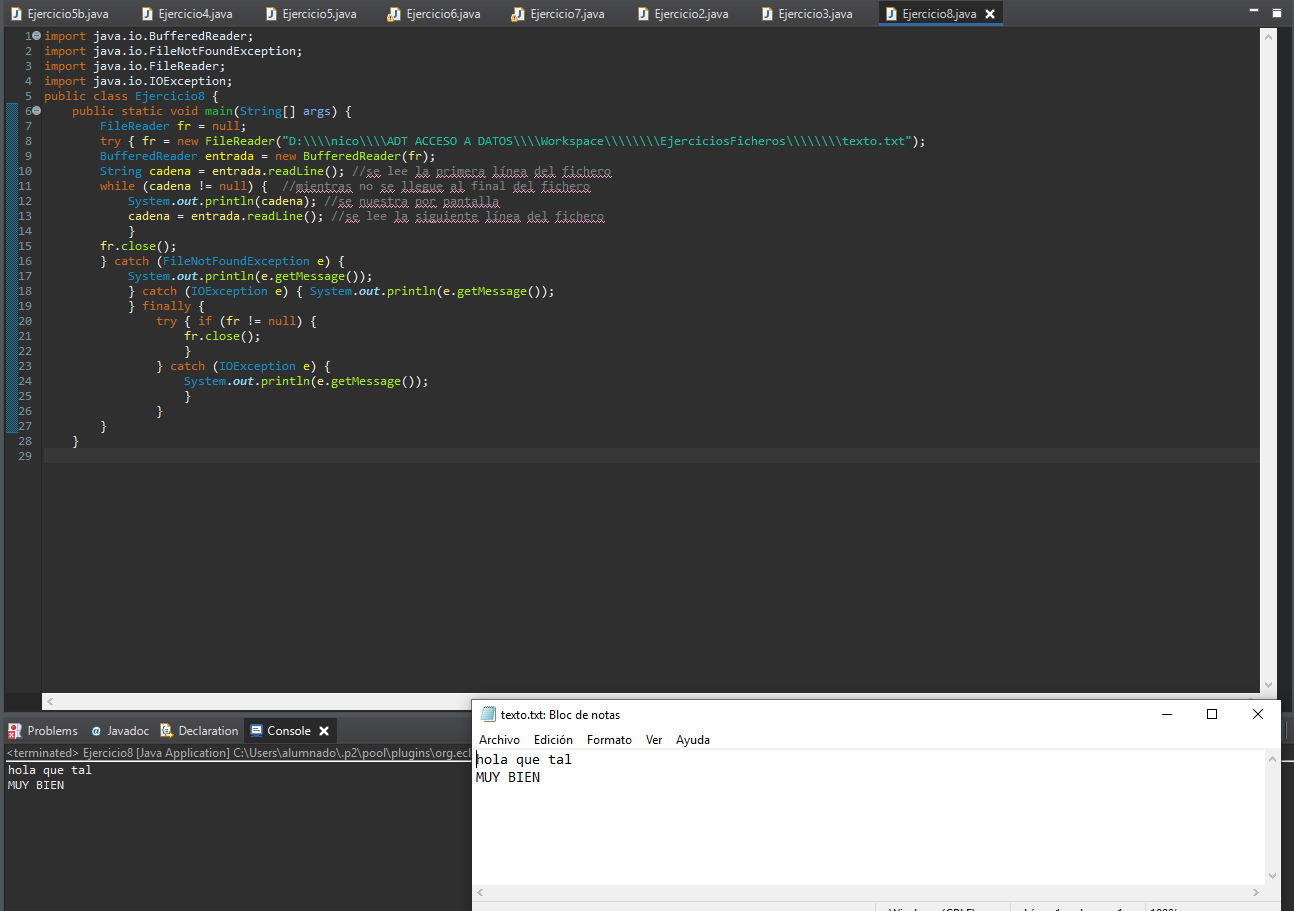 Ejercicio5b.java Ejercicio4.java Ejercicio5.java Ejercicio6.java Ejercicio7.java Ejercicio2.java Ejercicio3.java Ejercicio8.java
1 import java.io.BufferedReader;
2 import java.io.FileNotFoundException;
3 import java.io.FileReader;
4 import java.io.IOException;
5 public class Ejercicio8 {
6 public static void main(String[] args) {
7 FileReader fr = null;
8 try { fr = new FileReader("D:\\\\nico\\\\ADT ACCESO A DATOS\\\\Workspace\\\\\\\\EjerciciosFicheros\\\\\\\\texto.txt");
9 BufferedReader entrada = new BufferedReader(fr);
10 String cadena = entrada.readLine(); //se lee la primera línea del fichero
11 while (cadena != null) { //mientras no se llegue al final del fichero
12 System.out.println(cadena); //se nuestra por pantalla
13 cadena = entrada.readLine(); //se lee la siguiente línea del fichero
14 }
15 fr.close();
16 } catch (FileNotFoundException e) {
17 System.out.println(e.getMessage());
18 } catch (IOException e) { System.out.println(e.getMessage());
19 } finally {
20 try { if (fr != null) {
21 fr.close();
22 }
23 } catch (IOException e) {
24 System.out.println(e.getMessage());
25 }
26 }
27 }
28 }
29
Problems Javadoc Declaration Console
<terminated> Ejercicio8 [Java Application] C:\Users\alumnado\.p2\pool\plugins\org.ecl
hola que tal
MUY BIEN
texto.txt: Bloc de notas
Archivo Edición Formato Ver Ayuda
hola que tal
MUY BIEN